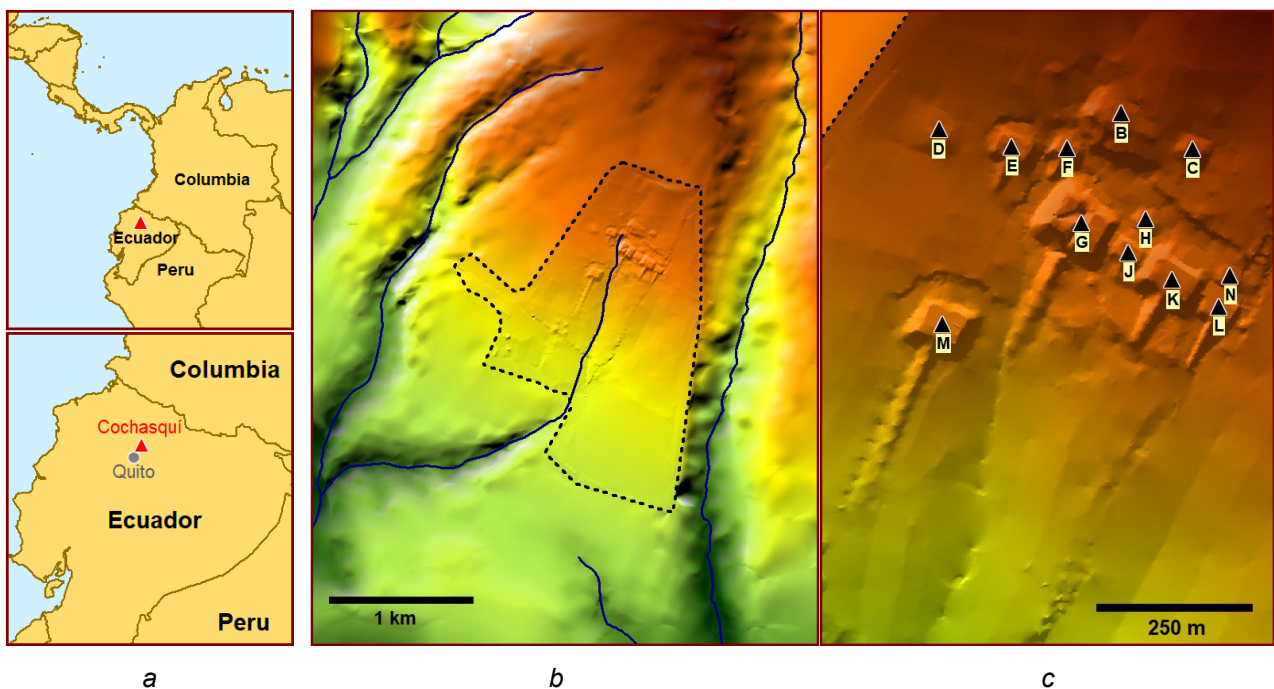 Columbia
Ecuador
Peru
Columbia
Cochasquí
Quito
Ecuador
Peru
1 km
B
D
E
F
C
G
H
J
K
N
L
M
250 m
a
b
c